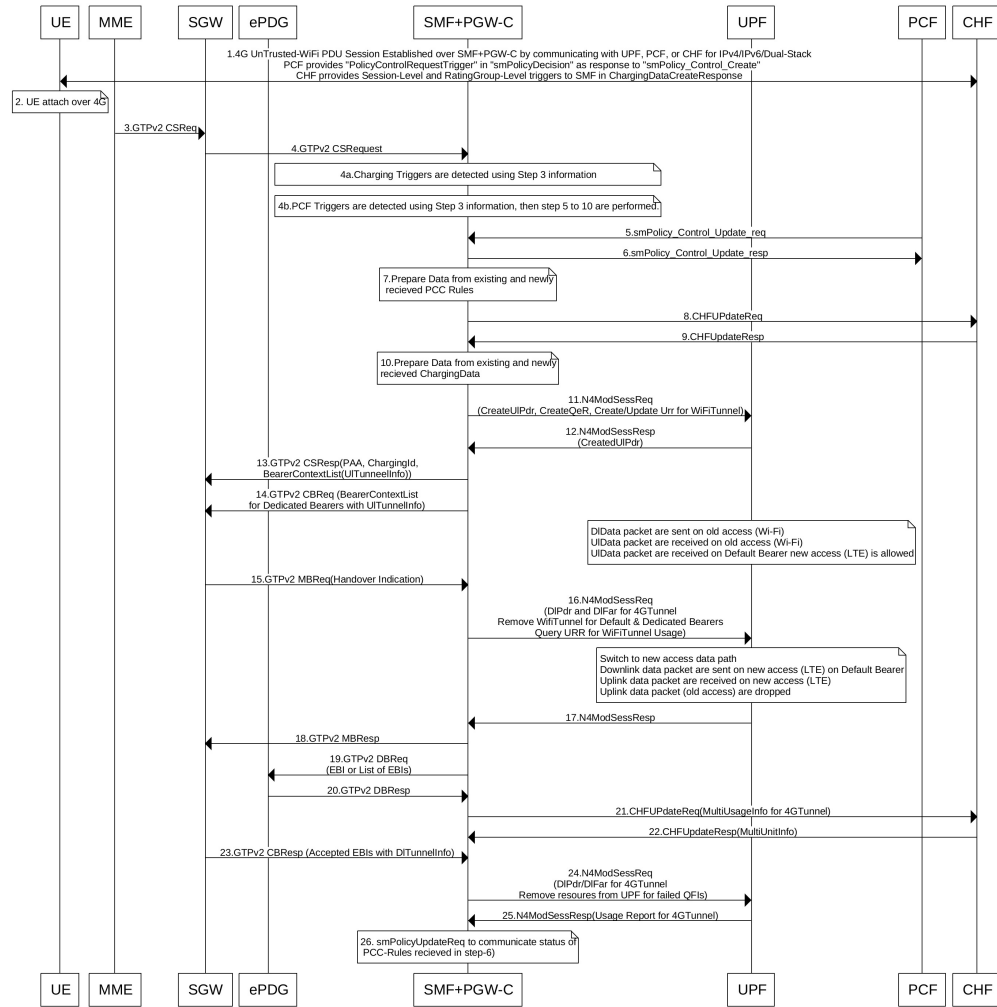 UE MME SGW ePDG SMF+PGW-C UPF PCF CHF
1.4G UnTrusted-WiFi PDU Session Established over SMF+PGW-C by communicating with UPF, PCF, or CHF for IPv4/IPv6/Dual-Stack
PCF provides "PolicyControlRequestTrigger" in "smPolicyDecision" as response to "smPolicy_Control_Create"
CHF prrovides Session-Level and RatingGroup-Level triggers to SMF in ChargingDataCreateResponse
2. UE attach over 4G
3.GTPv2 CSReq
4.GTPv2 CSRequest
4a.Charging Triggers are detected using Step 3 information
4b.PCF Triggers are detected using Step 3 information, then step 5 to 10 are performed.
5.smPolicy_Control_Update_req
6.smPolicy_Control_Update_resp
7.Prepare Data from existing and newly
recieved PCC Rules
8.CHFUPdateReq
9.CHFUpdateResp
10.Prepare Data from existing and newly
recieved ChargingData
11.N4ModSessReq
(CreateUlPdr, CreateQeR, Create/Update Urr for WiFiTunnel)
12.N4ModSessResp
(CreatedUlPdr)
13.GTPv2 CSResp(PAA, ChargingId,
BearerContextList(UlTunneelInfo))
14.GTPv2 CBReq (BearerContextList
for Dedicated Bearers with UlTunnelInfo)
DlData packet are sent on old access (Wi-Fi)
UlData packet are received on old access (Wi-Fi)
UlData packet are received on Default Bearer new access (LTE) is allowed
15.GTPv2 MBReq(Handover Indication)
16.N4ModSessReq
(DlPdr and DlFar for 4GTunnel
Remove WifiTunnel for Default & Dedicated Bearers
Query URR for WiFiTunnel Usage)
Switch to new access data path
Downlink data packet are sent on new access (LTE) on Default Bearer
Uplink data packet are received on new access (LTE)
Uplink data packet (old access) are dropped
17.N4ModSessResp
18.GTPv2 MBResp
19.GTPv2 DBReq
(EBI or List of EBIs)
20.GTPv2 DBResp
21.CHFUPdateReq(MultiUsageInfo for 4GTunnel)
22.CHFUpdateResp(MultiUnitInfo)
23.GTPv2 CBResp (Accepted EBIs with DlTunnelInfo)
24.N4ModSessReq
(DlPdr/DlFar for 4GTunnel
Remove resoures from UPF for failed QFIs)
25.N4ModSessResp(Usage Report for 4GTunnel)
26. smPolicyUpdateReq to communicate status of
PCC-Rules recieved in step-6)
UE MME SGW ePDG SMF+PGW-C UPF PCF CHF